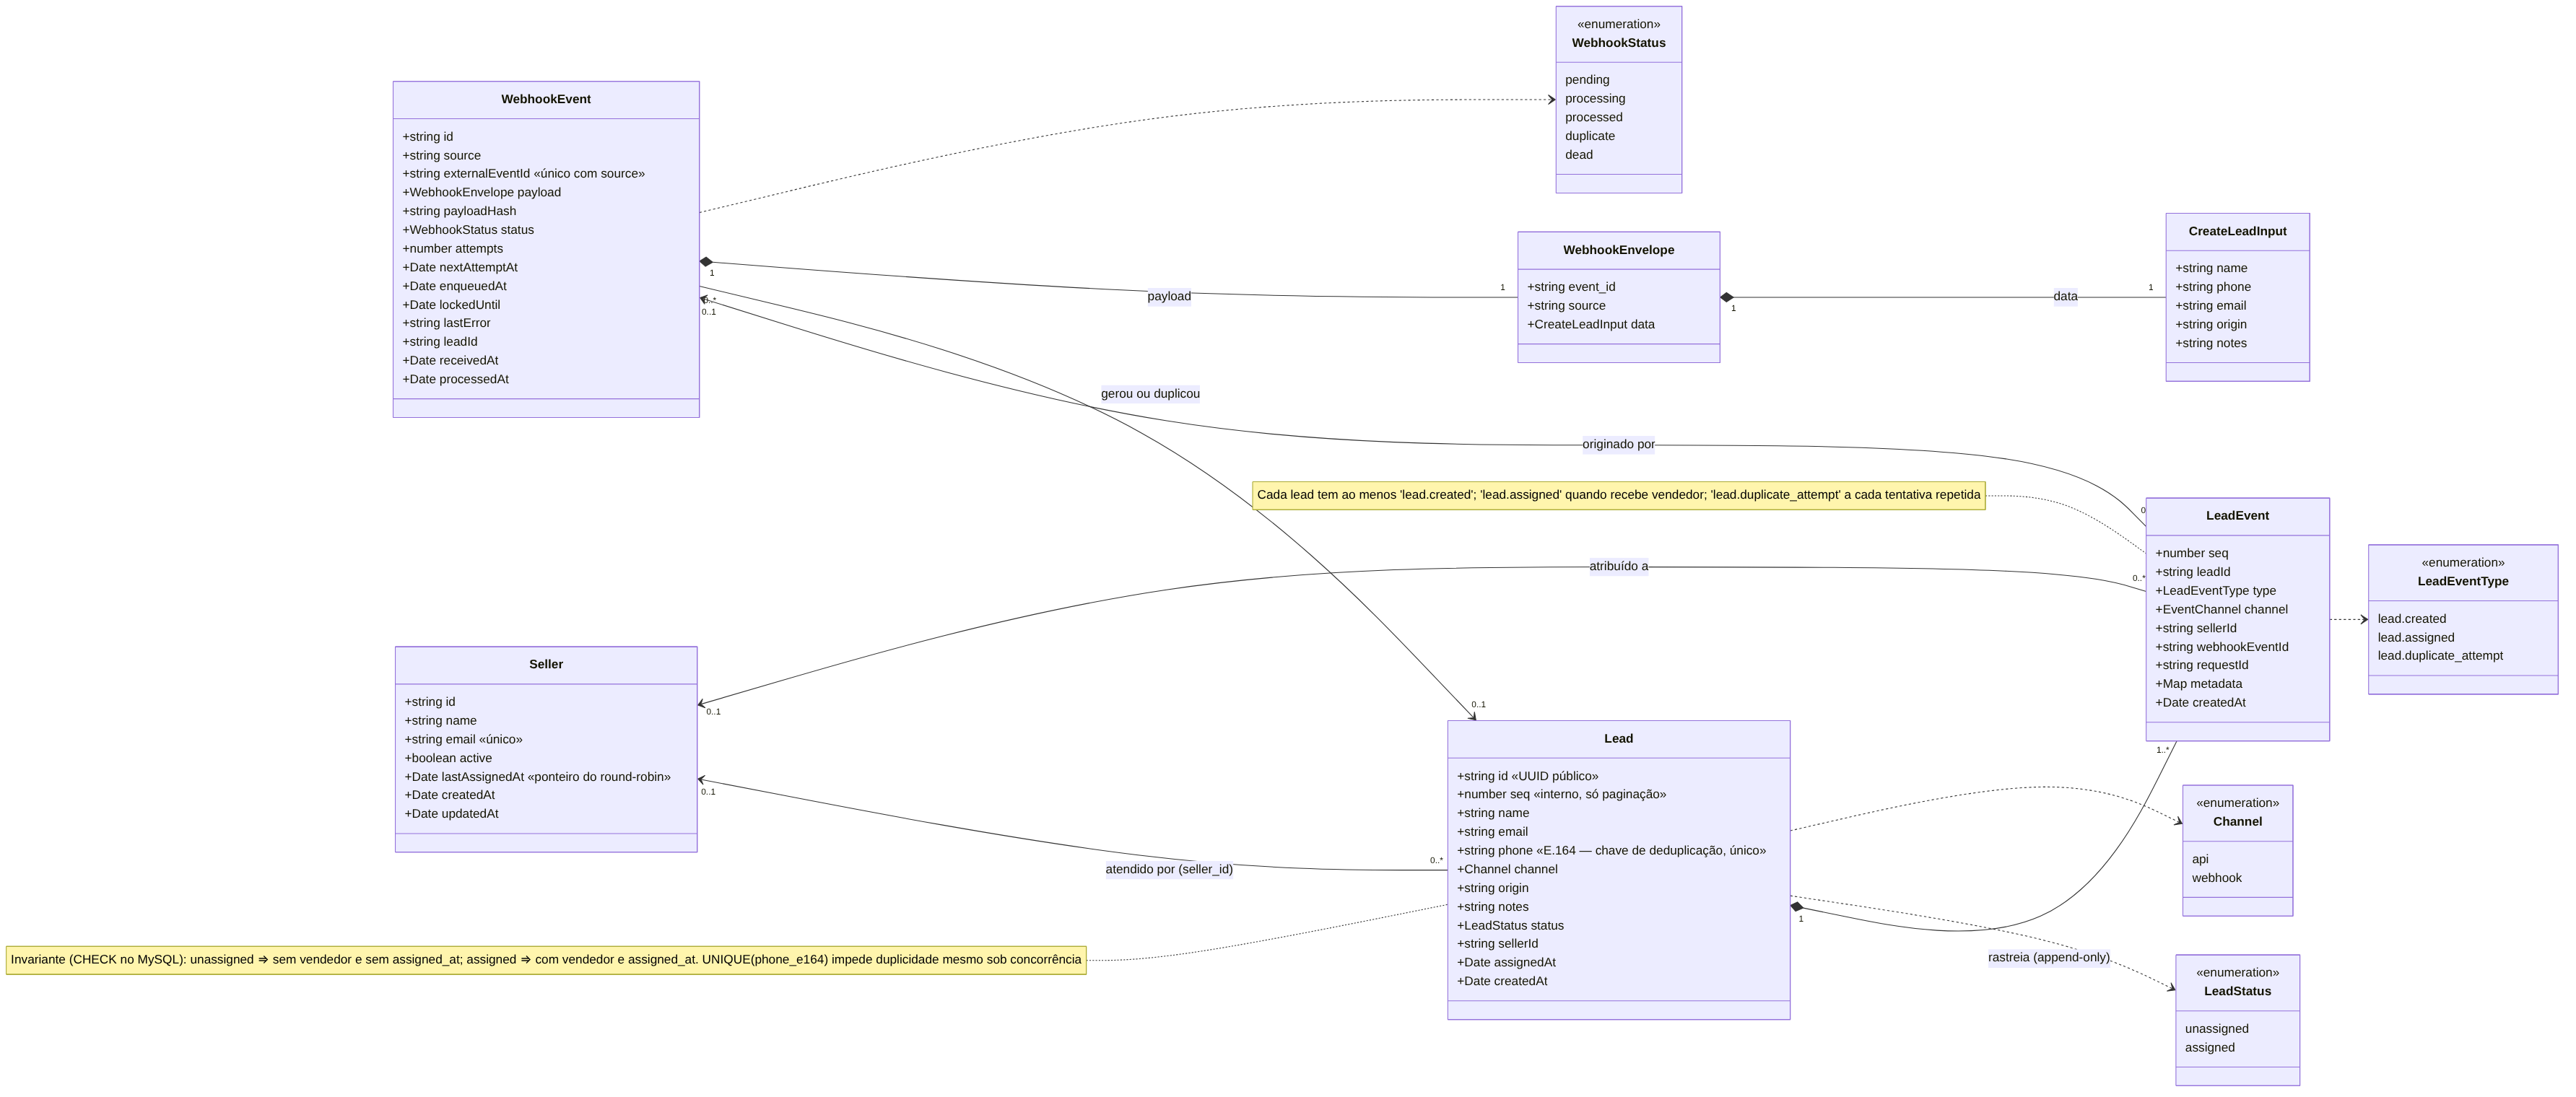 «enumeration»
WebhookStatus
pending
processing
processed
duplicate
dead
WebhookEvent
+string id
+string source
+string externalEventId «único com source»
+WebhookEnvelope payload
+string payloadHash
+WebhookStatus status
+number attempts
+Date nextAttemptAt
+Date enqueuedAt
+Date lockedUntil
+string lastError
+string leadId
+Date receivedAt
+Date processedAt
1
payload
1
WebhookEnvelope
+string event_id
+string source
+CreateLeadInput data
1
data
1
CreateLeadInput
+string name
+string phone
+string email
+string origin
+string notes
0..1
gerou ou duplicou
originado por
Cada lead tem ao menos 'lead.created'; 'lead.assigned' quando recebe vendedor; 'lead.duplicate_attempt' a cada tentativa repetida
atribuído a
0..*
LeadEvent
+number seq
+string leadId
+LeadEventType type
+EventChannel channel
+string sellerId
+string webhookEventId
+string requestId
+Map metadata
+Date createdAt
1..*
«enumeration»
LeadEventType
lead.created
lead.assigned
lead.duplicate_attempt
Seller
+string id
+string name
+string email «único»
+boolean active
+Date lastAssignedAt «ponteiro do round-robin»
+Date createdAt
+Date updatedAt
0..1
0..1
atendido por (seller_id)
0..*
0..1
Lead
+string id «UUID público»
+number seq «interno, só paginação»
+string name
+string email
+string phone «E.164 — chave de deduplicação, único»
+Channel channel
+string origin
+string notes
+LeadStatus status
+string sellerId
+Date assignedAt
+Date createdAt
1
«enumeration»
Channel
api
webhook
Invariante (CHECK no MySQL): unassigned ⇒ sem vendedor e sem assigned_at; assigned ⇒ com vendedor e assigned_at. UNIQUE(phone_e164) impede duplicidade mesmo sob concorrência
rastreia (append-only)
«enumeration»
LeadStatus
unassigned
assigned